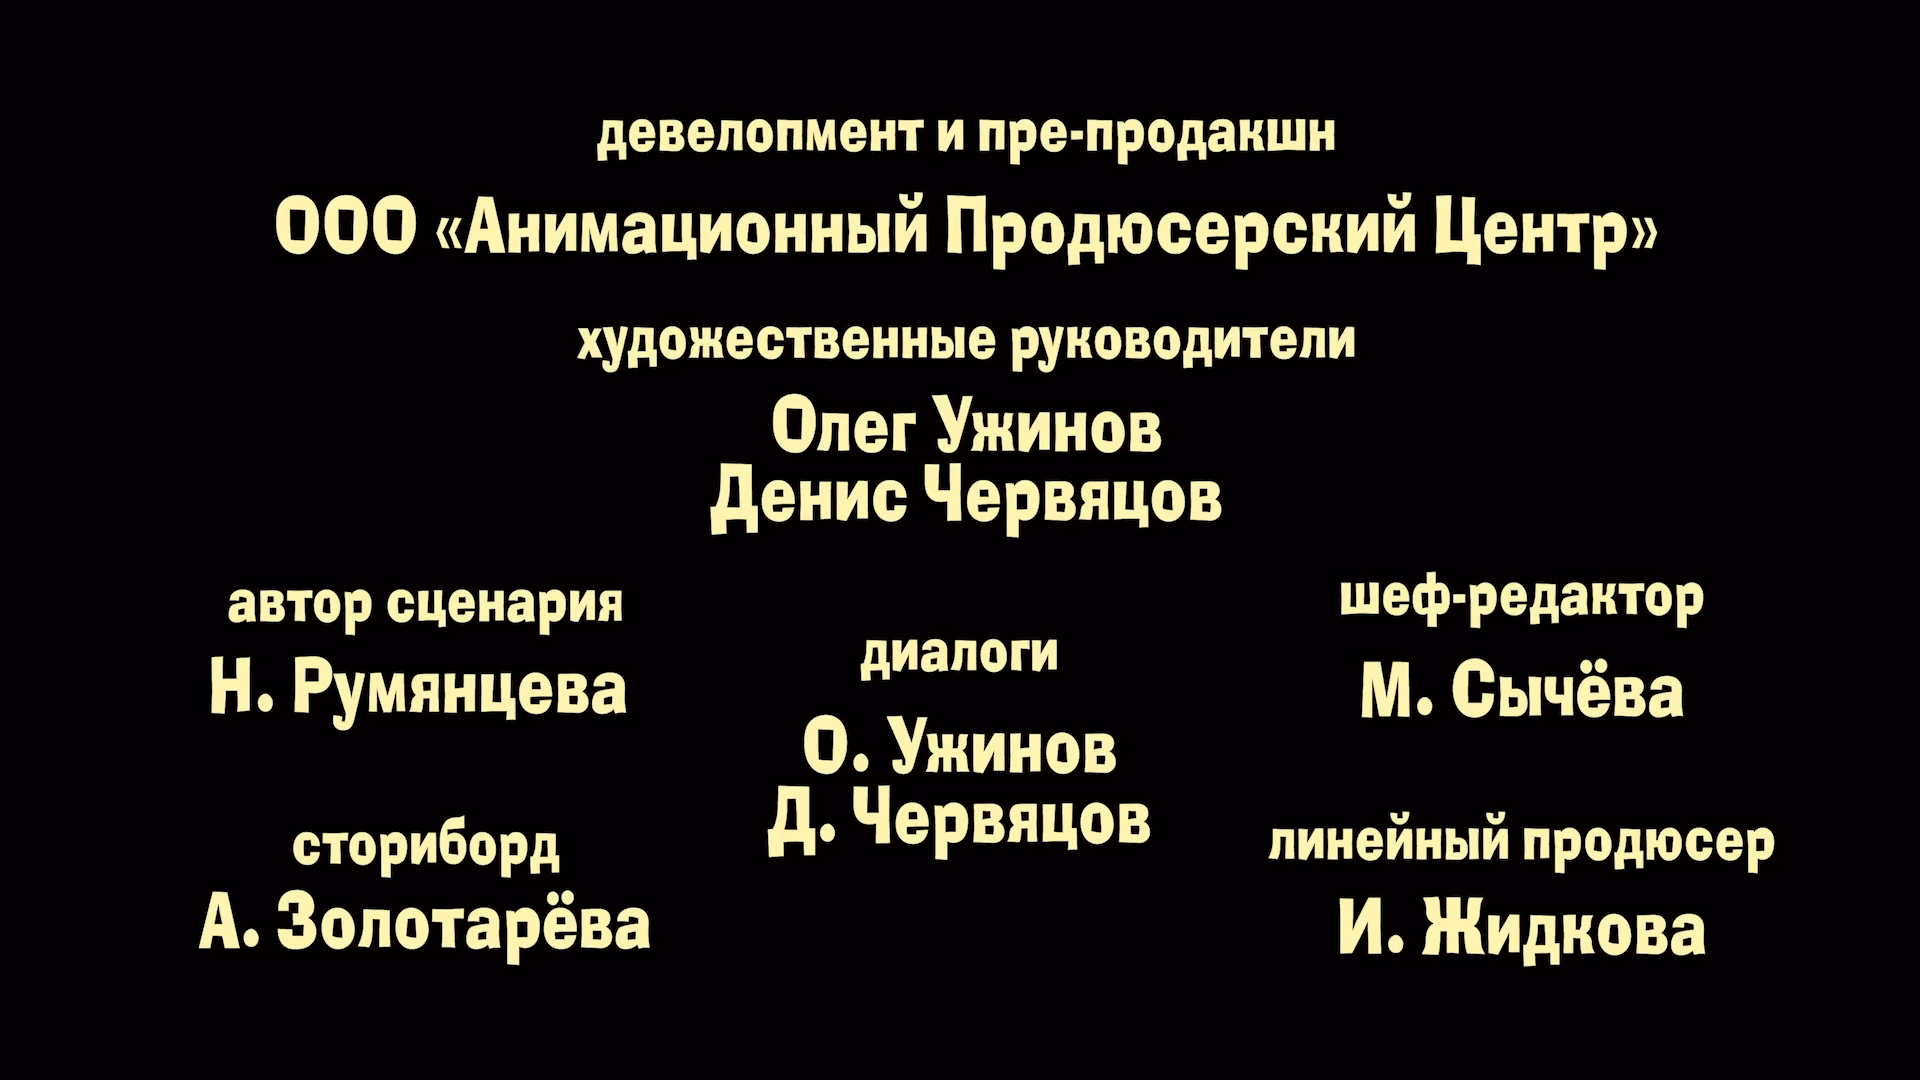 девелопмент и пре-продакшн
ООО «Анимационный Продюсерский Центр»
художественные руководители
Олег Ужинов
Денис Червяцов
автор сценария
Н. Румянцева
сториборд
А. Золотарёва
диалоги
О. Ужинов
Д. Червяцов
шеф-редактор
М. Сычёва
линейный продюсер
И. Жидкова